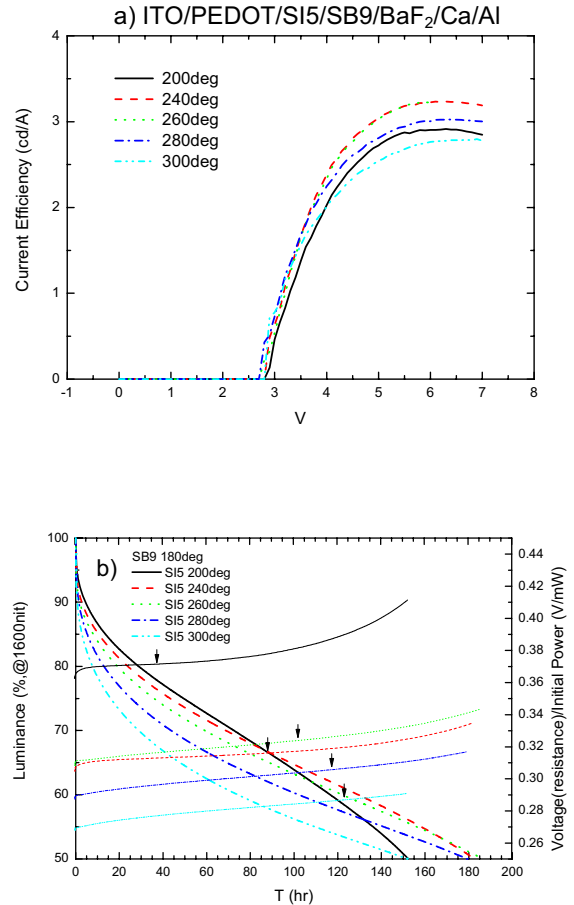 a) ITO/PEDOT/SI5/SB9/BaF2/Ca/Al
4
3
2
1
0
Current Efficiency (cd/A)
200deg
240deg
260deg
280deg
300deg
-1 0 1 2 3 4 5 6 7 8
V
b)
100
90
80
70
60
50
Luminance (%,@1600nit)
SB9 180deg
SI5 200deg
SI5 240deg
SI5 260deg
SI5 280deg
SI5 300deg
0.44
0.42
0.40
0.38
0.36
0.34
0.32
0.30
0.28
0.26
Voltage(resistance)/Initial Power (V/mW)
0 20 40 60 80 100 120 140 160 180 200
T (hr)